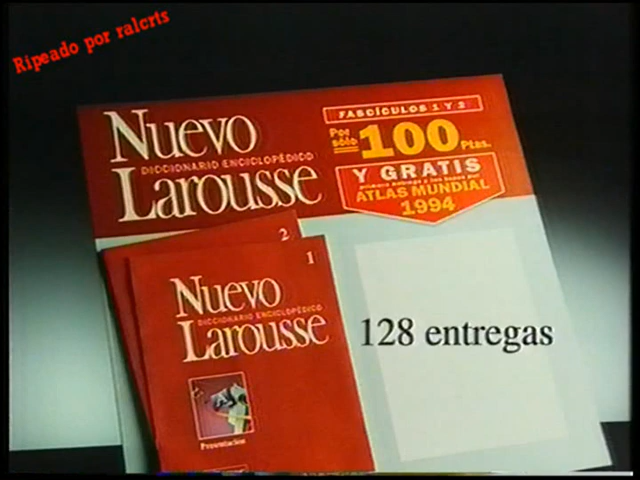 Ripeado por ralcrts
Nuevo
DICCIONARIO ENCICLOPÉDICO
Larousse
FASCÍCULOS 1 Y 2
Por
sólo
100 Ptas.
Y GRATIS
ATLAS MUNDIAL
1994
2
1
Nuevo
DICCIONARIO ENCICLOPÉDICO
Larousse
Presentación
128 entregas